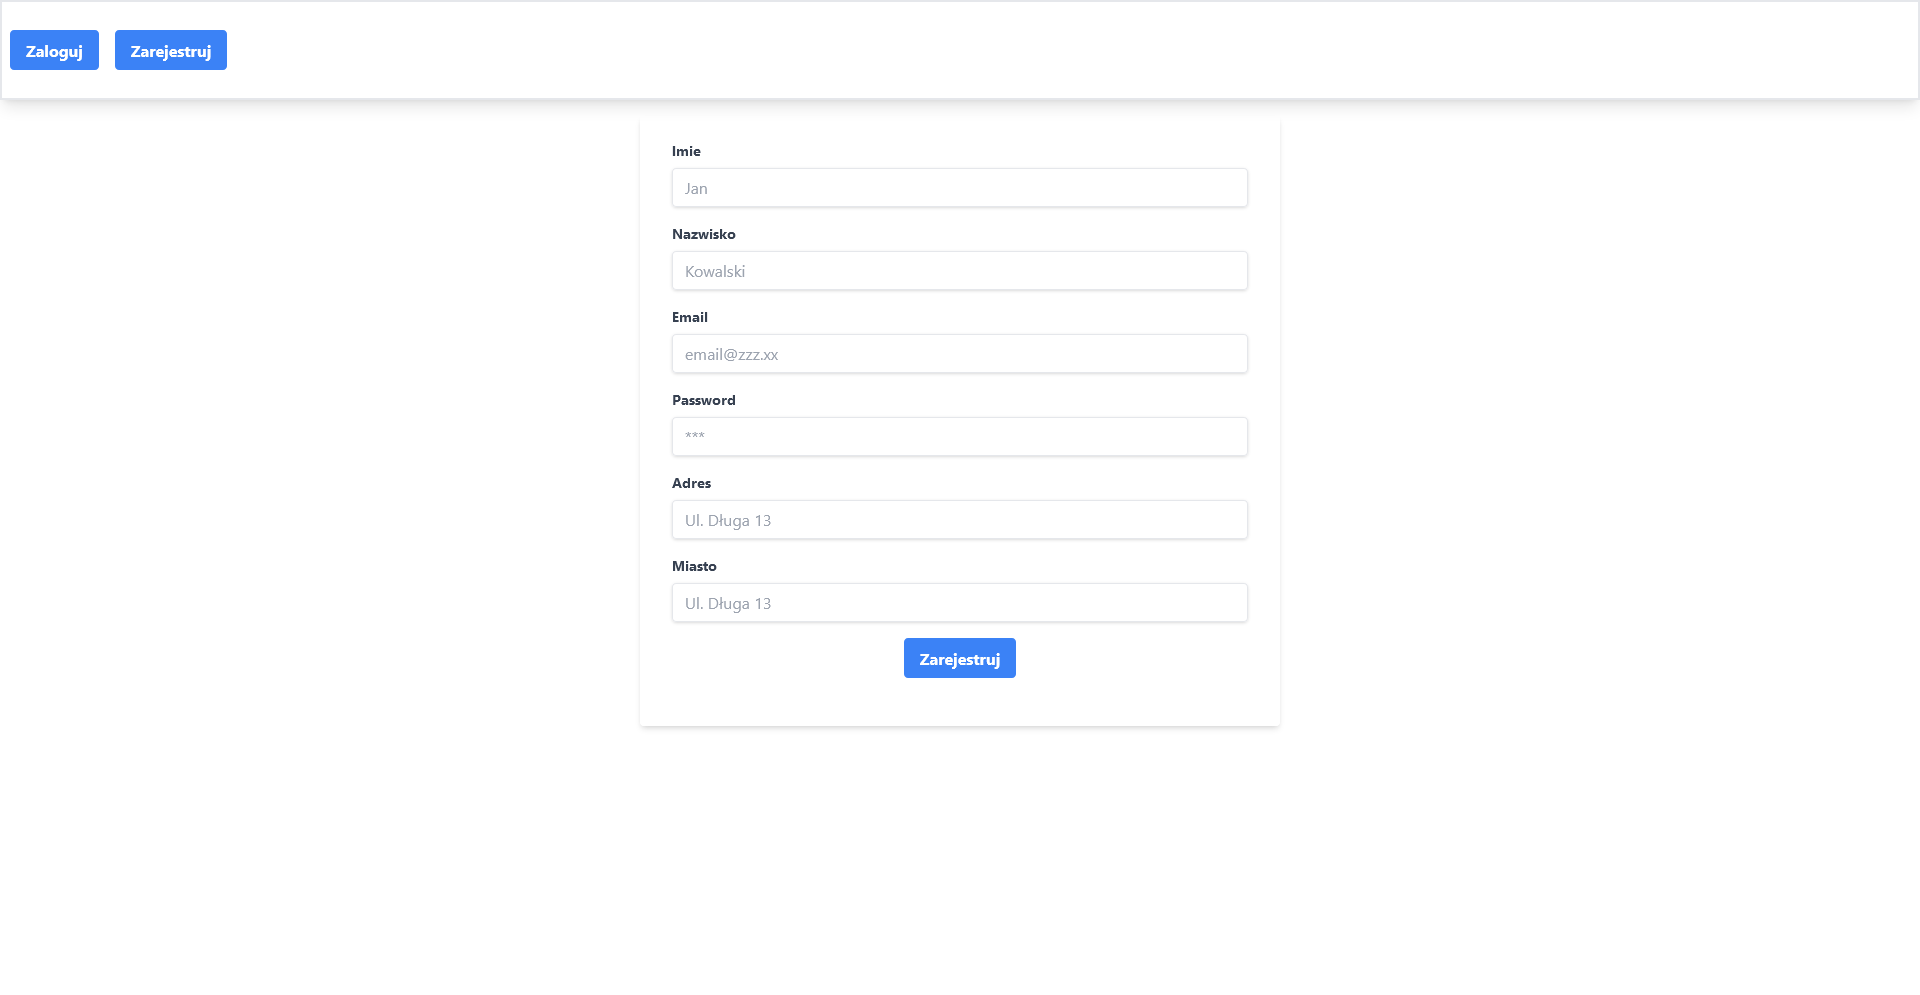 Zaloguj Zarejestruj
Imie
Jan
Nazwisko
Kowalski
Email
email@zzz.xx
Password
***
Adres
Ul. Długa 13
Miasto
Ul. Długa 13
Zarejestruj